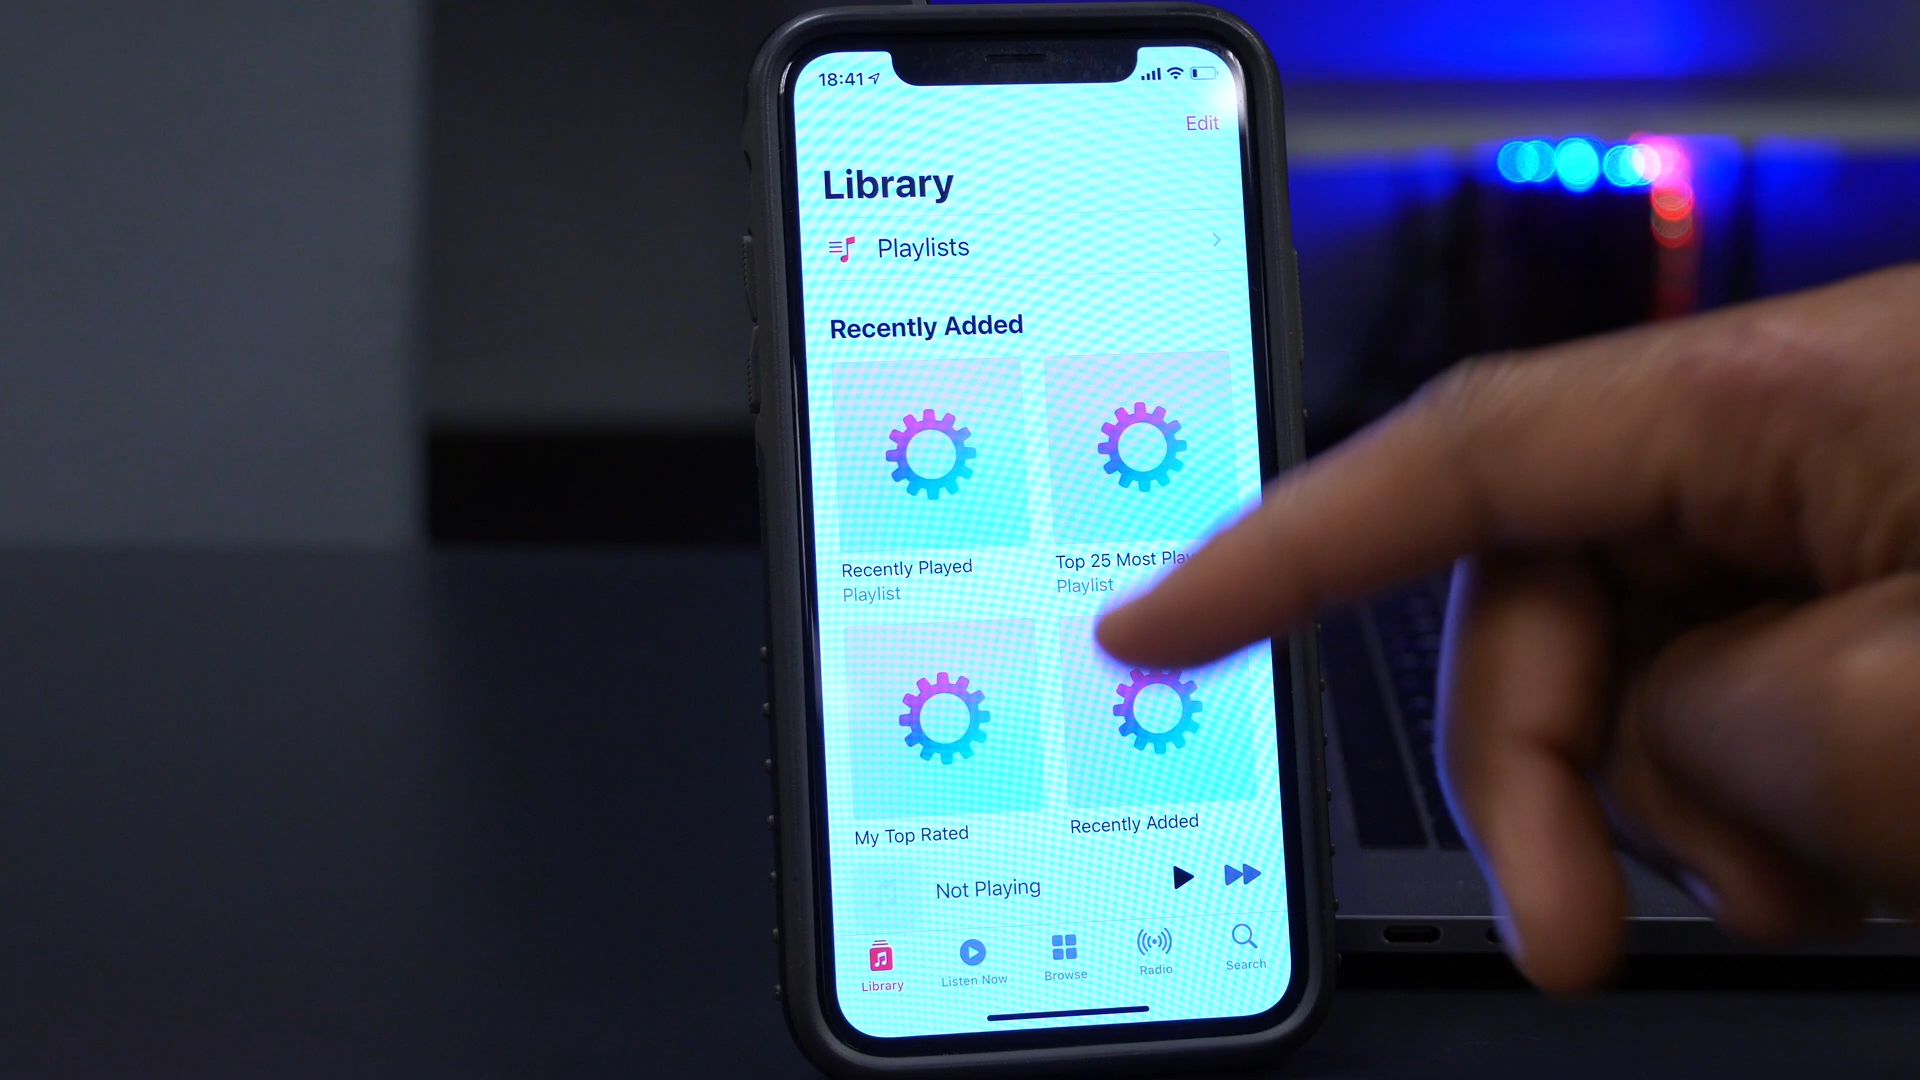 18:41
Edit
Library
Playlists
Recently Added
Recently Played
Playlist
Top 25 Most
Playlist
My Top Rated
Recently Added
Not Playing
Library
Listen Now
Browse
Radio
Search